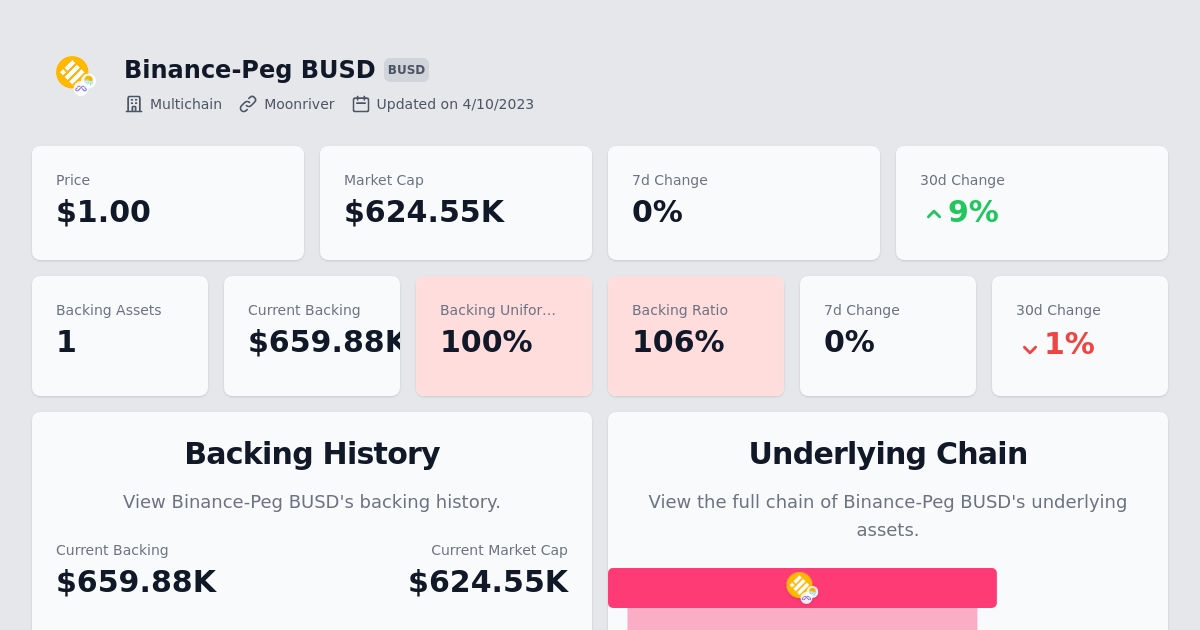 Binance-Peg BUSD BUSD
Multichain Moonriver Updated on 4/10/2023
Price
$1.00
Market Cap
$624.55K
7d Change
0%
30d Change
9%
Backing Assets
1
Current Backing
$659.88K
Backing Unifor...
100%
Backing Ratio
106%
7d Change
0%
30d Change
1%
Backing History
View Binance-Peg BUSD's backing history.
Current Backing
$659.88K
Current Market Cap
$624.55K
Underlying Chain
View the full chain of Binance-Peg BUSD's underlying
assets.